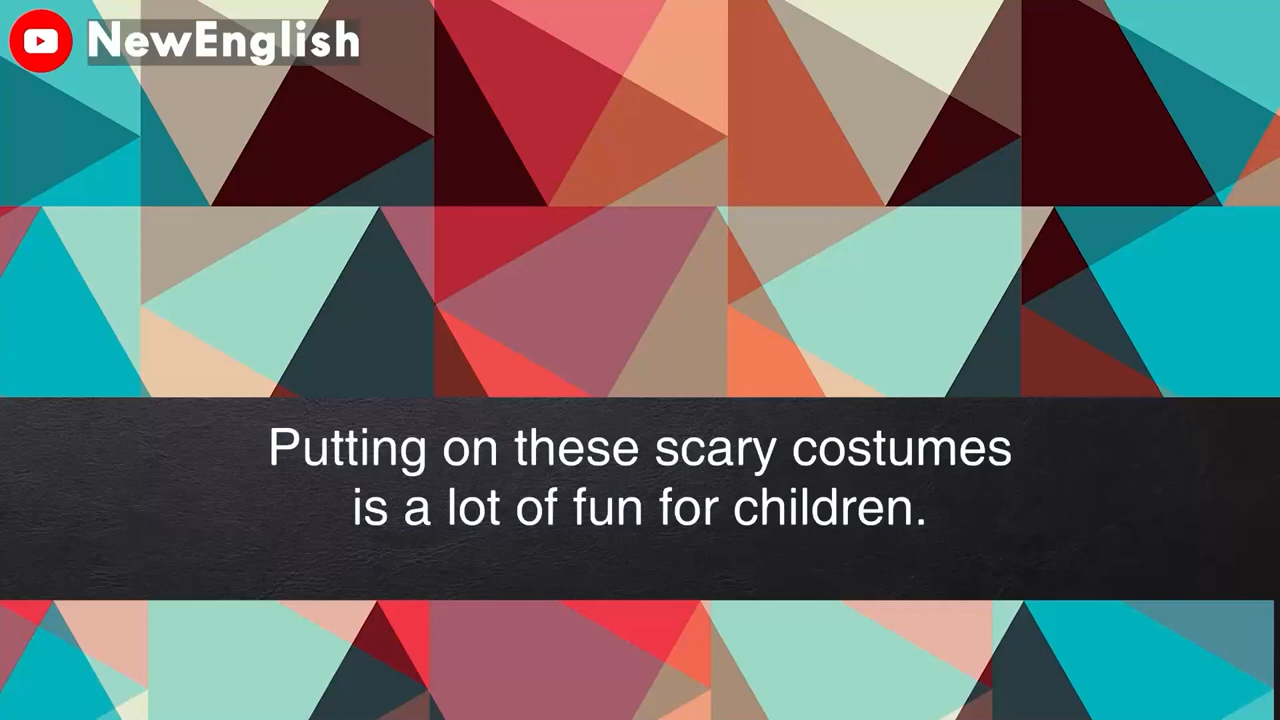 NewEnglish
Putting on these scary costumes
is a lot of fun for children.